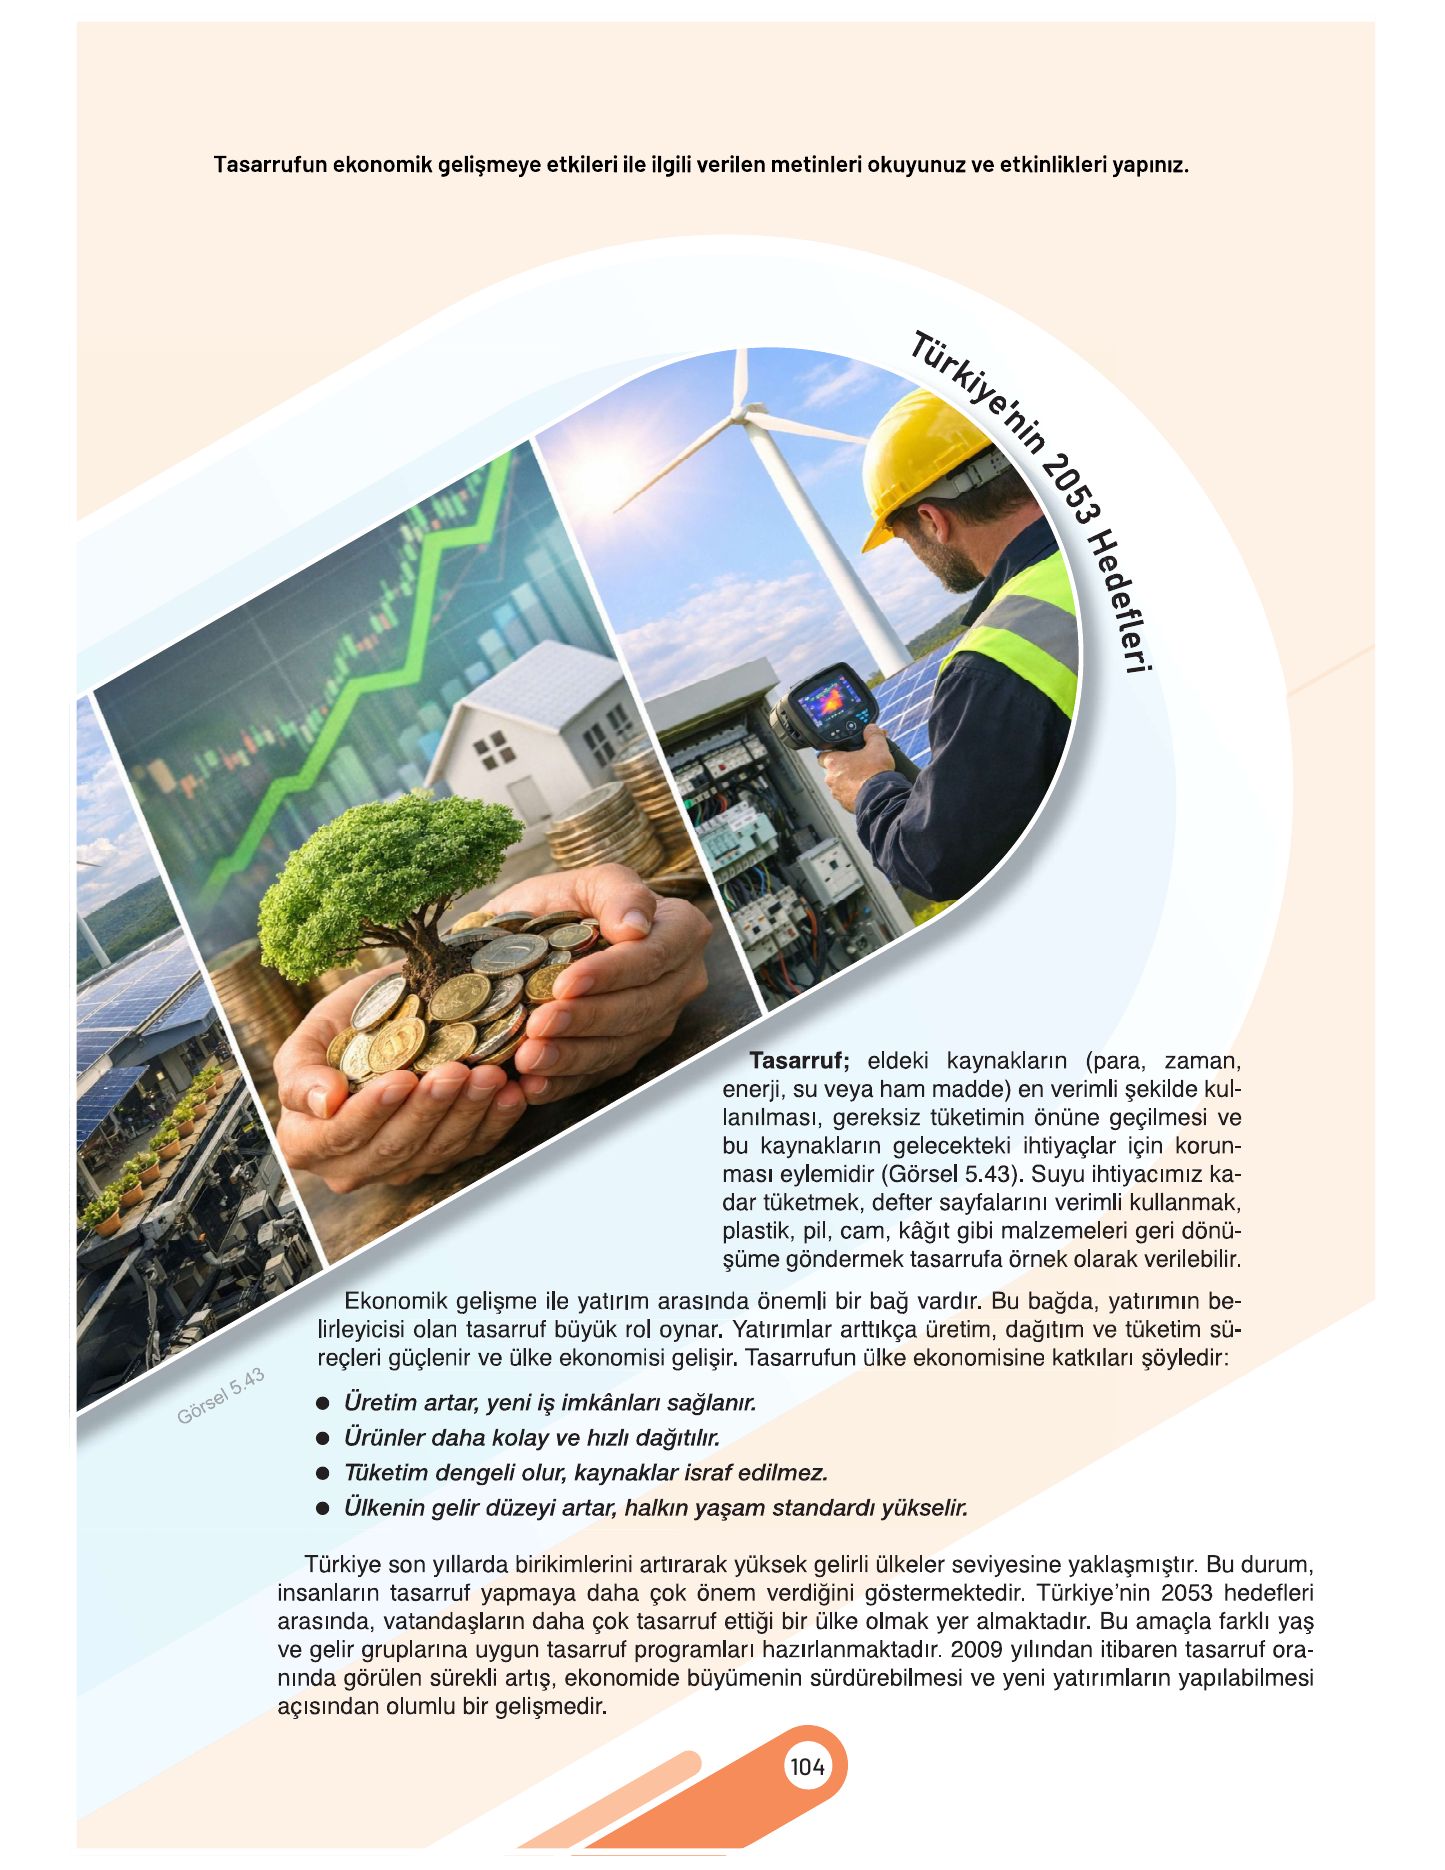 Tasarrufun ekonomik gelişmeye etkileri ile ilgili verilen metinleri okuyunuz ve etkinlikleri yapınız.
Türkiye'nin 2053 Hedefleri
Tasarruf; eldeki kaynakların (para, zaman,
enerji, su veya ham madde) en verimli şekilde kul-
lanılması, gereksiz tüketimin önüne geçilmesi ve
bu kaynakların gelecekteki ihtiyaçlar için korun-
ması eylemidir (Görsel 5.43). Suyu ihtiyacımız ka-
dar tüketmek, defter sayfalarını verimli kullanmak,
plastik, pil, cam, kâğıt gibi malzemeleri geri dönü-
şüme göndermek tasarrufa örnek olarak verilebilir.
Ekonomik gelişme ile yatırım arasında önemli bir bağ vardır. Bu bağda, yatırımın be-
lirleyicisi olan tasarruf büyük rol oynar. Yatırımlar arttıkça üretim, dağıtım ve tüketim sü-
reçleri güçlenir ve ülke ekonomisi gelişir. Tasarrufun ülke ekonomisine katkıları şöyledir:
Görsel 5.43
● Üretim artar, yeni iş imkânları sağlanır.
● Ürünler daha kolay ve hızlı dağıtılır.
● Tüketim dengeli olur, kaynaklar israf edilmez.
● Ülkenin gelir düzeyi artar, halkın yaşam standardı yükselir.
Türkiye son yıllarda birikimlerini artırarak yüksek gelirli ülkeler seviyesine yaklaşmıştır. Bu durum,
insanların tasarruf yapmaya daha çok önem verdiğini göstermektedir. Türkiye’nin 2053 hedefleri
arasında, vatandaşların daha çok tasarruf ettiği bir ülke olmak yer almaktadır. Bu amaçla farklı yaş
ve gelir gruplarına uygun tasarruf programları hazırlanmaktadır. 2009 yılından itibaren tasarruf ora-
nında görülen sürekli artış, ekonomide büyümenin sürdürebilmesi ve yeni yatırımların yapılabilmesi
açısından olumlu bir gelişmedir.
104